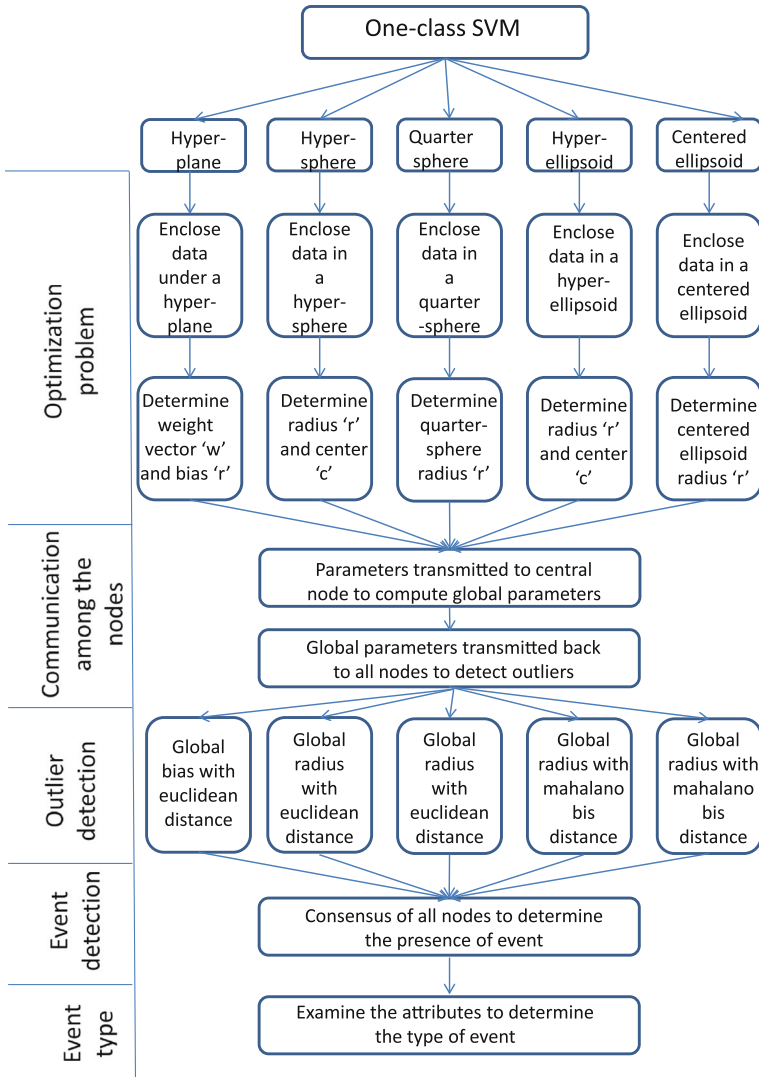 One-class SVM
Hyper-
plane
Hyper-
sphere
Quarter
sphere
Hyper-
ellipsoid
Centered
ellipsoid
Optimization
problem
Enclose
data
under a
hyper-
plane
Enclose
data in
a
hyper-
sphere
Enclose
data in
a
quarter
-sphere
Enclose
data in a
hyper-
ellipsoid
Enclose
data in a
centered
ellipsoid
Determine
weight
vector ‘w’
and bias ‘r’
Determine
radius ‘r’
and center
‘c’
Determine
quarter-
sphere
radius ‘r’
Determine
radius ‘r’
and center
‘c’
Determine
centered
ellipsoid
radius ‘r’
Communication
among the
nodes
Parameters transmitted to central
node to compute global parameters
Global parameters transmitted back
to all nodes to detect outliers
Outlier
detection
Global
bias with
euclidean
distance
Global
radius
with
euclidean
distance
Global
radius
with
euclidean
distance
Global
radius with
mahalano
bis
distance
Global
radius with
mahalano
bis
distance
Event
detection
Consensus of all nodes to determine
the presence of event
Event
type
Examine the attributes to determine
the type of event